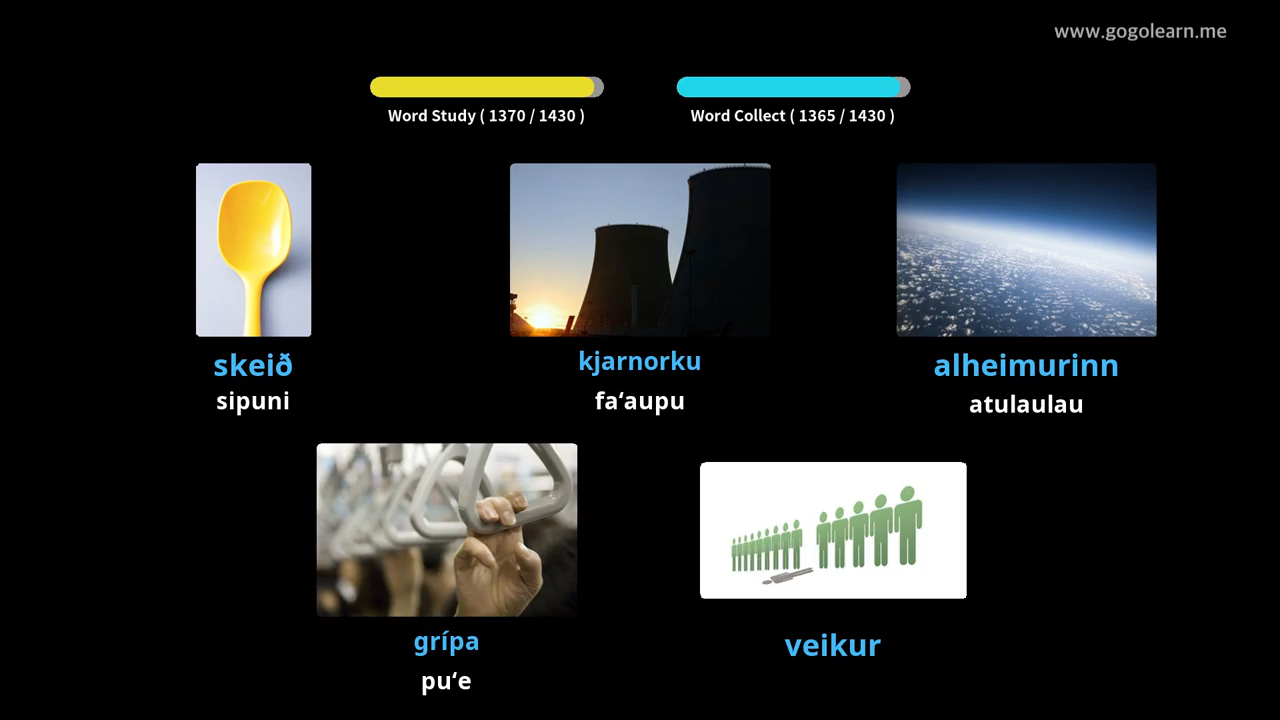 www.gogolearn.me
Word Study ( 1370 / 1430 )
Word Collect ( 1365 / 1430 )
skeið
sipuni
kjarnorku
fa‘aupu
alheimurinn
atulaulau
grípa
pu‘e
veikur